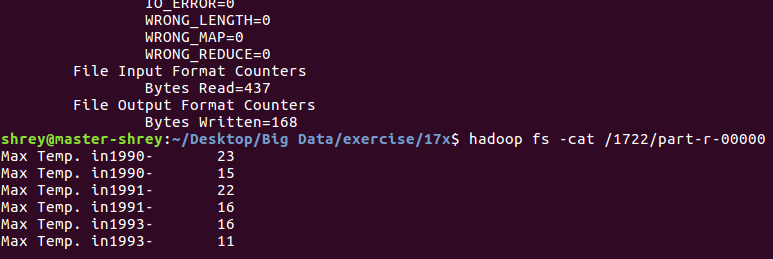 IO_ERROR=0
WRONG_LENGTH=0
WRONG_MAP=0
WRONG_REDUCE=0
File Input Format Counters
Bytes Read=437
File Output Format Counters
Bytes Written=168
shrey@master-shrey:~/Desktop/Big Data/exercise/17x$ hadoop fs -cat /1722/part-r-00000
Max Temp. in1990- 23
Max Temp. in1990- 15
Max Temp. in1991- 22
Max Temp. in1991- 16
Max Temp. in1993- 16
Max Temp. in1993- 11